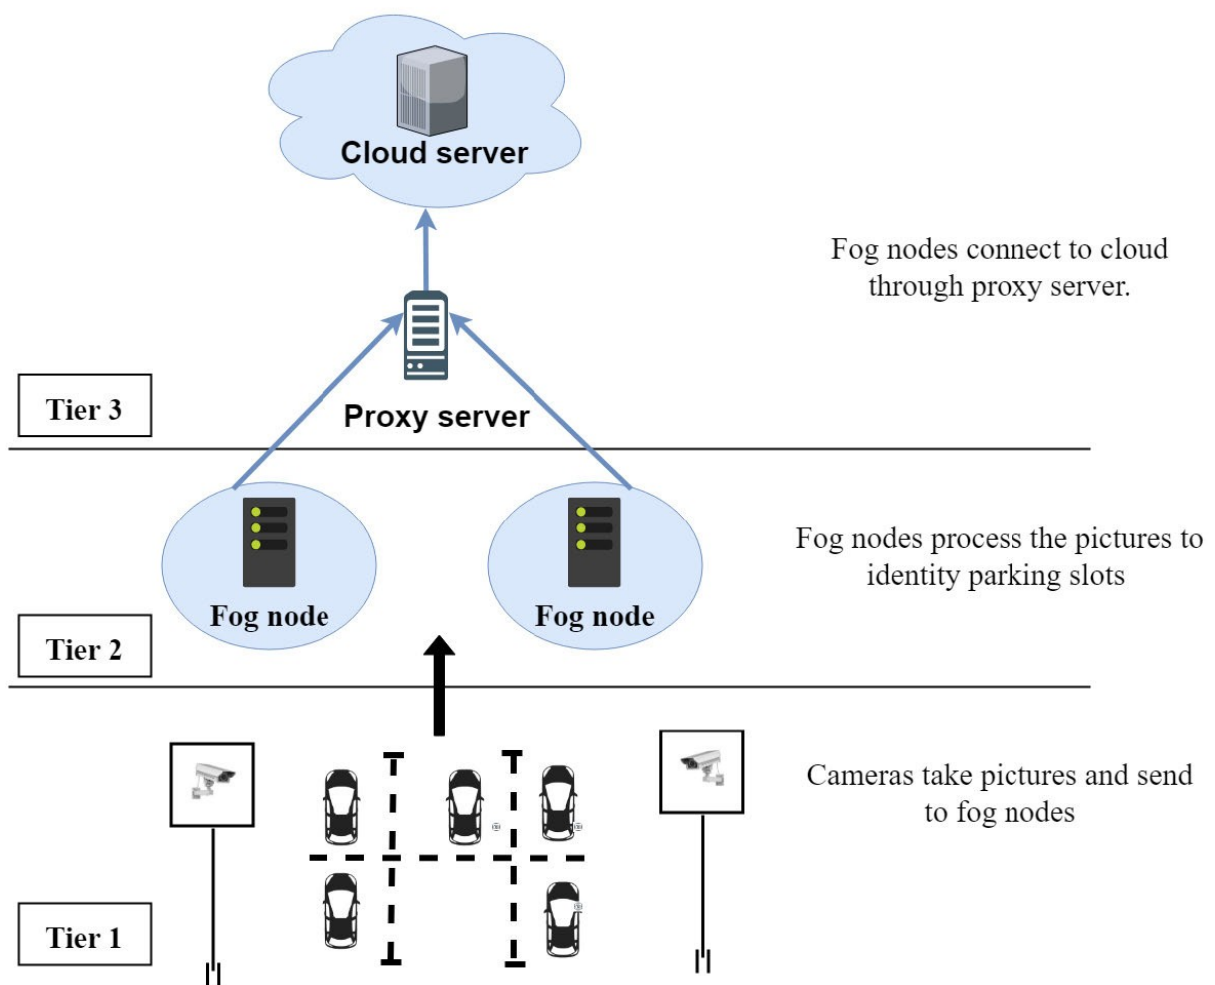 Cloud server
Fog nodes connect to cloud
through proxy server.
Tier 3
Proxy server
Fog nodes process the pictures to
identity parking slots
Fog node
Fog node
Tier 2
Cameras take pictures and send
to fog nodes
Tier 1